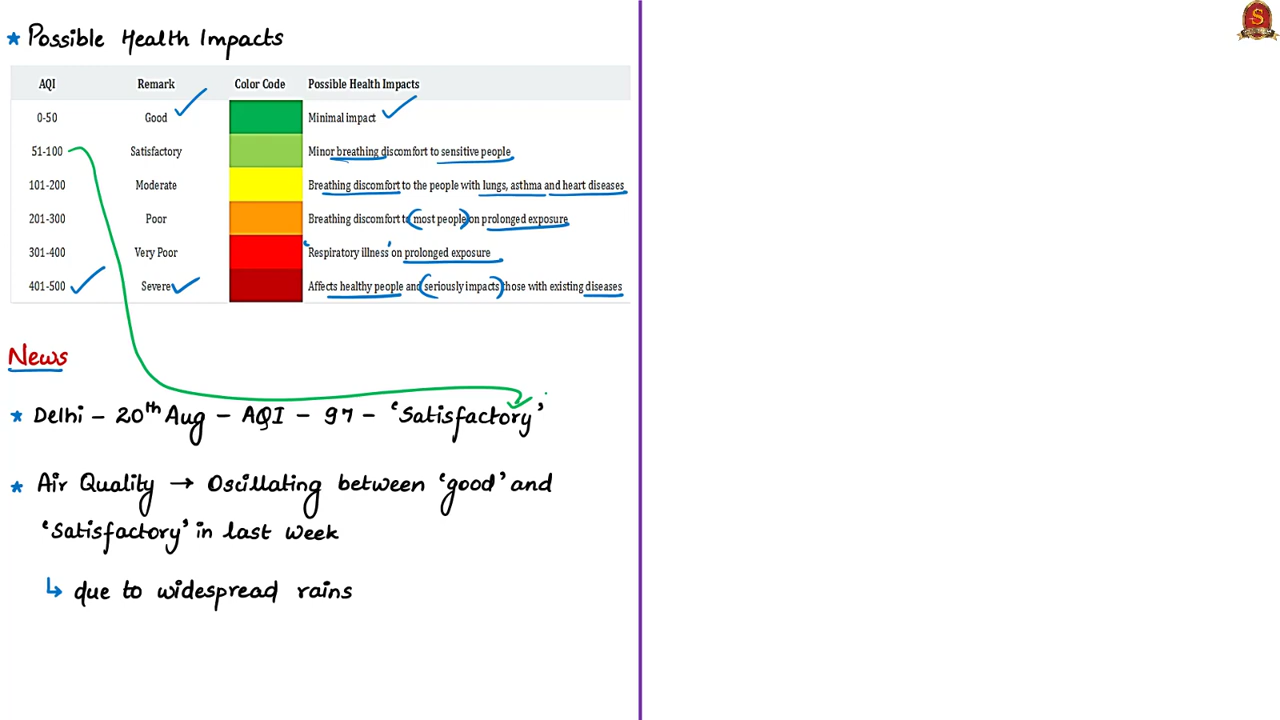 * Possible Health Impacts
AQI Remark Color Code Possible Health Impacts
0-50 Good Minimal impact
51-100 Satisfactory Minor breathing discomfort to sensitive people
101-200 Moderate Breathing discomfort to the people with lungs, asthma and heart diseases
201-300 Poor Breathing discomfort to most people on prolonged exposure
301-400 Very Poor Respiratory illness on prolonged exposure
401-500 Severe Affects healthy people and seriously impacts those with existing diseases
News
* Delhi – 20th Aug – AQI – 97 – 'Satisfactory'
* Air Quality → Oscillating between 'good' and
'Satisfactory' in last week
↳ due to widespread rains
S